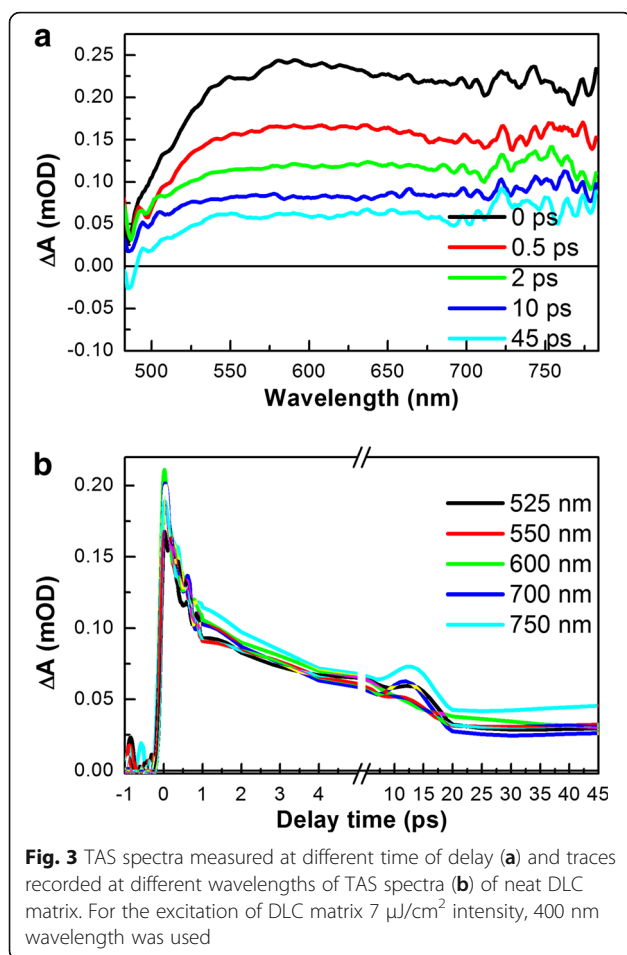 a
0.25
0.20
0.15
0.10
0.05
0.00
-0.05
-0.10
ΔA (mOD)
0 ps
0.5 ps
2 ps
10 ps
45 ps
500 550 600 650 700 750
Wavelength (nm)
b
0.20
0.15
0.10
0.05
0.00
ΔA (mOD)
525 nm
550 nm
600 nm
700 nm
750 nm
-1 0 1 2 3 4 10 15 20 25 30 35 40 45
Delay time (ps)
Fig. 3 TAS spectra measured at different time of delay (a) and traces
recorded at different wavelengths of TAS spectra (b) of neat DLC
matrix. For the excitation of DLC matrix 7 μJ/cm² intensity, 400 nm
wavelength was used